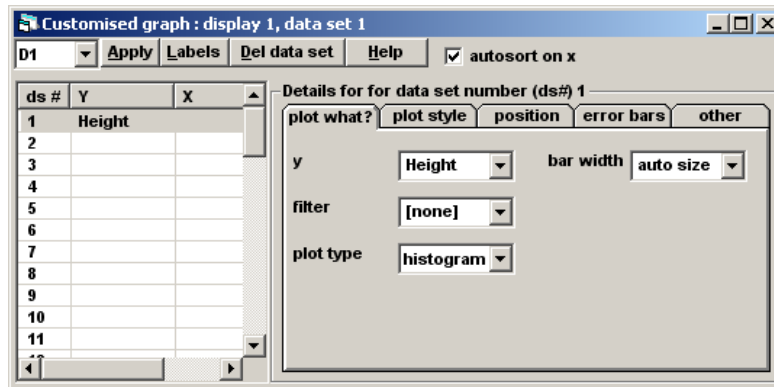 Customised graph : display 1, data set 1
D1 Apply Labels Del data set Help autosort on x
ds # Y X
1 Height
2
3
4
5
6
7
8
9
10
11
Details for for data set number (ds#) 1
plot what? plot style position error bars other
y Height bar width auto size
filter [none]
plot type histogram